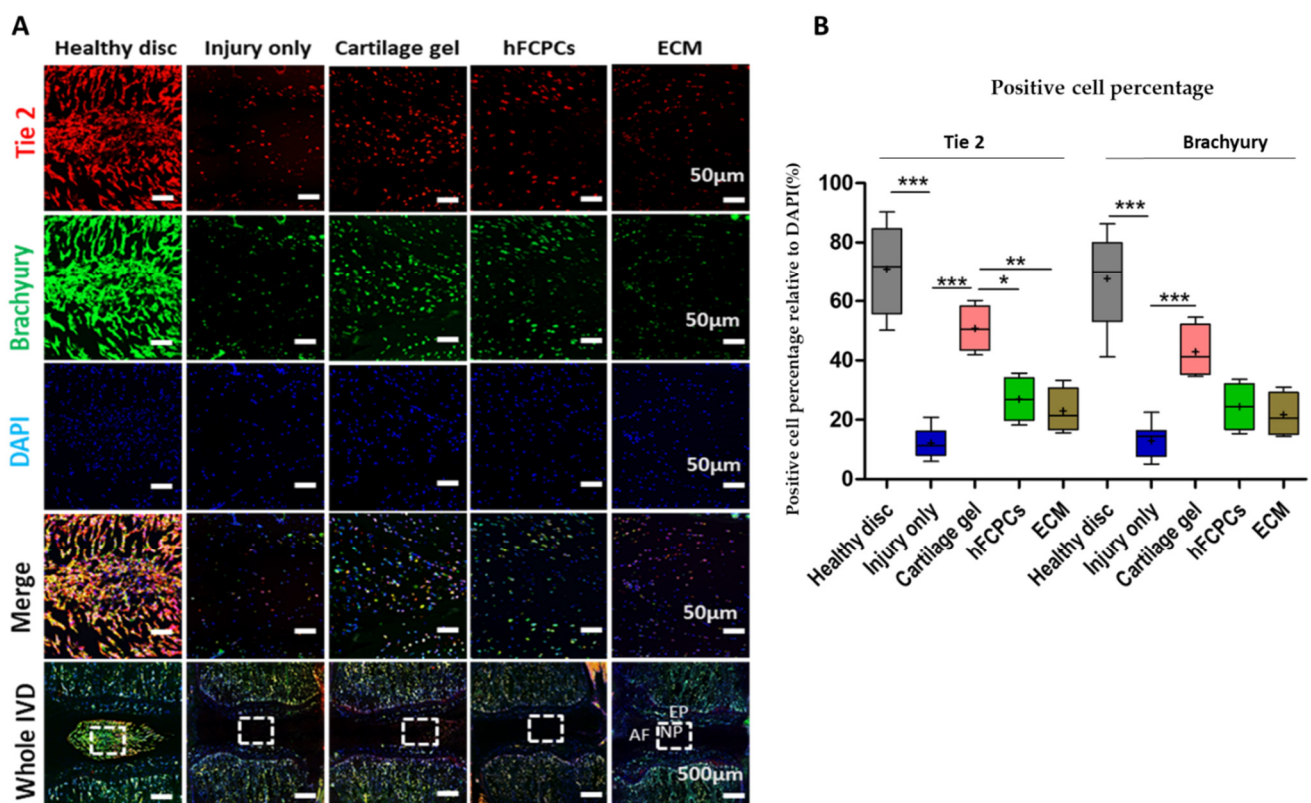 A
Healthy disc Injury only Cartilage gel hFCPCs ECM
Tie 2
50µm
Brachyury
50µm
DAPI
50µm
Merge
50µm
Whole IVD
EP
AF NP
500µm
B
Positive cell percentage
Tie 2 Brachyury
Positive cell percentage relative to DAPI(%)
100
80
60
40
20
0
*** *** ** * *** ***
+ + + + + + + + + +
Healthy disc Injury only Cartilage gel hFCPCs ECM Healthy disc Injury only Cartilage gel hFCPCs ECM